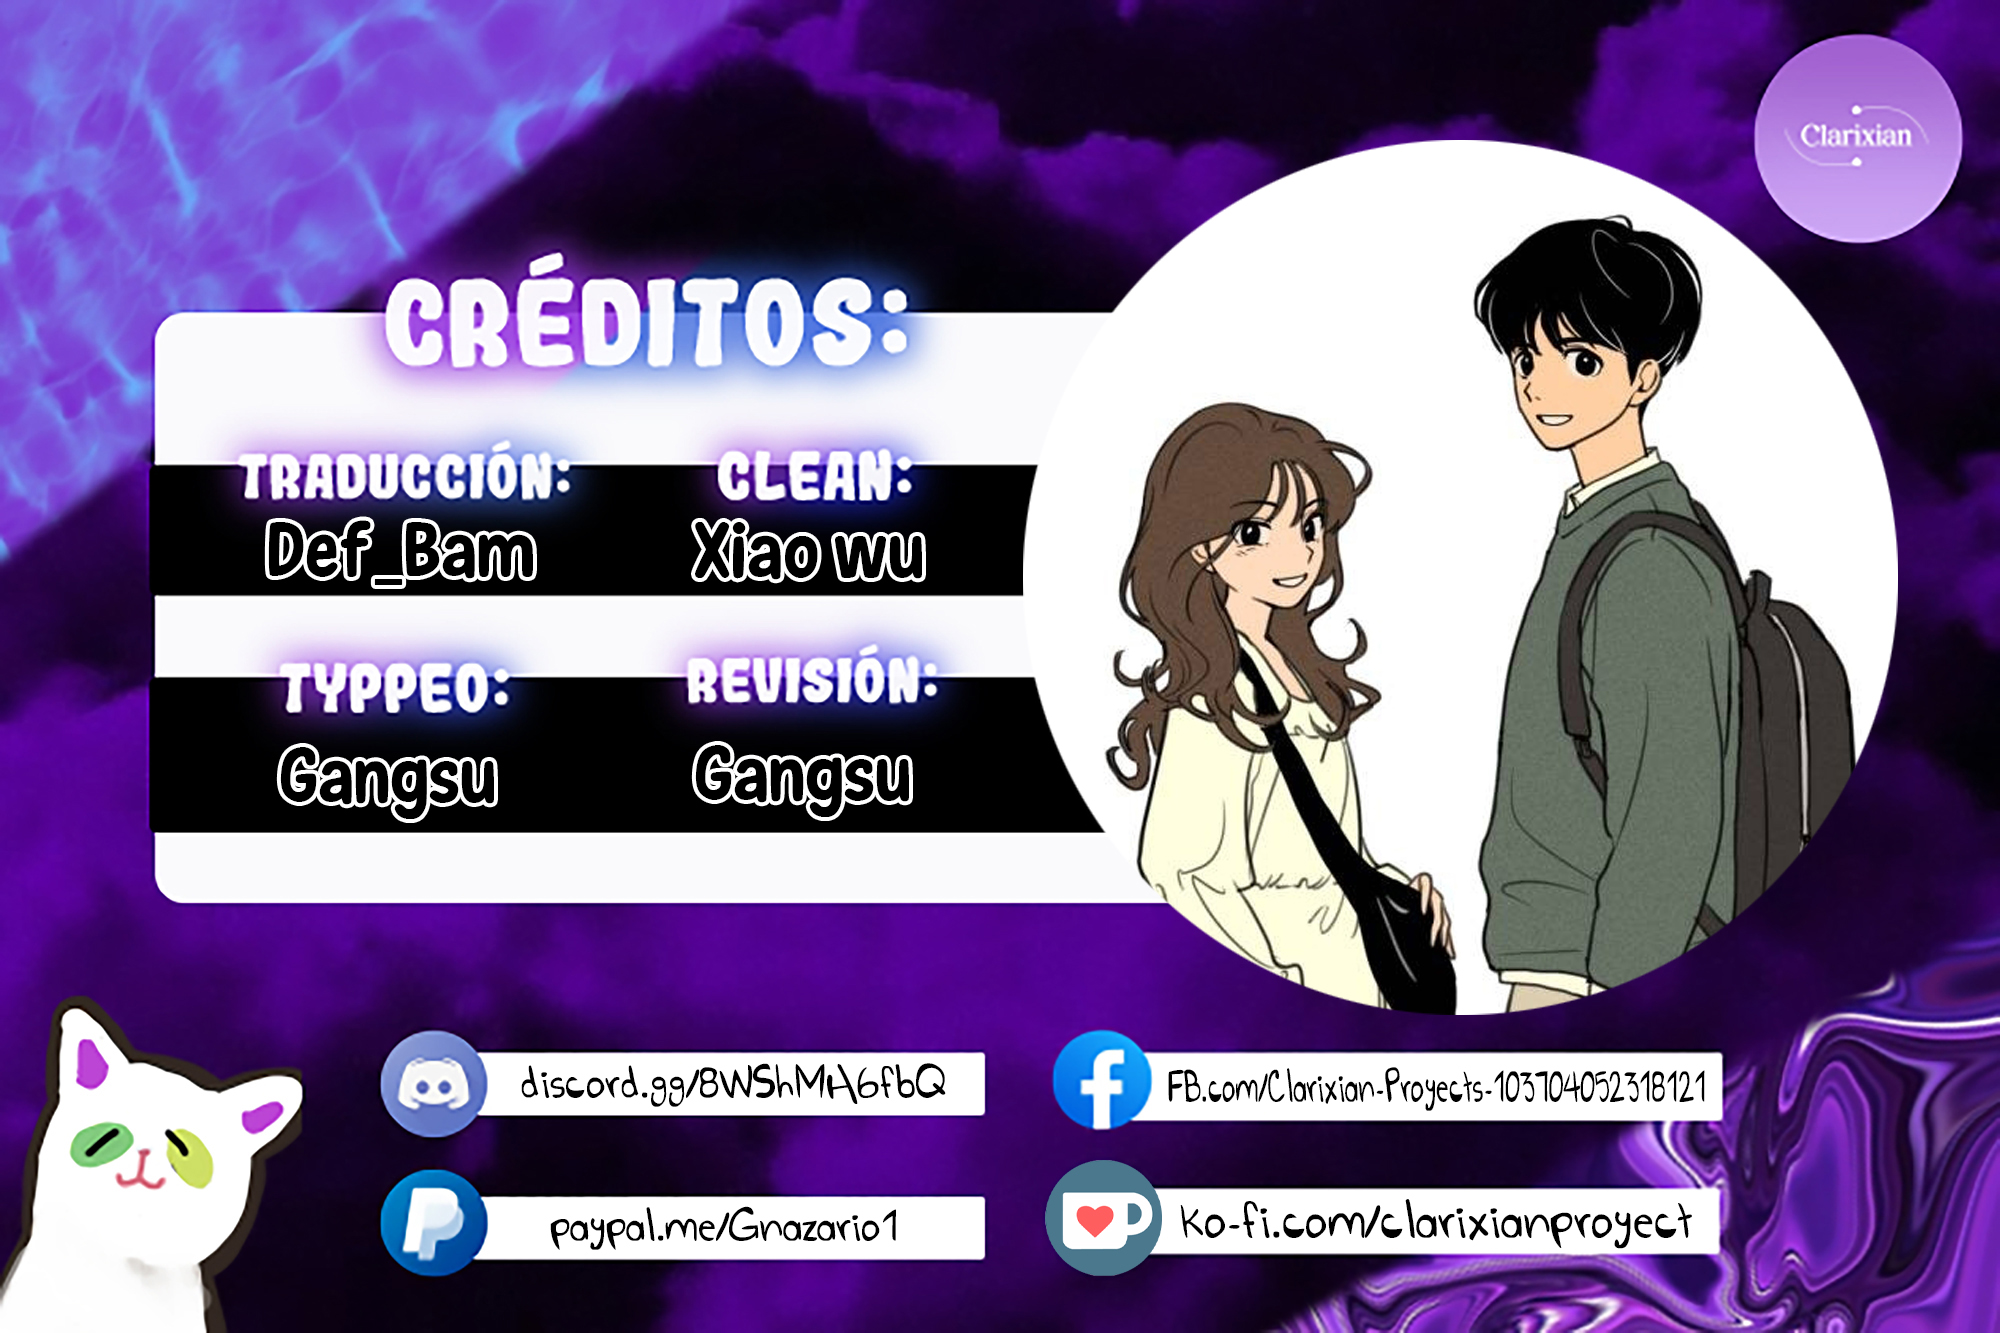 Clarixian
CRÉDITOS:
TRADUCCIÓN:
Def_Bam
CLEAN:
Xiao wu
TYPPEO:
Gangsu
REVISIÓN:
Gangsu
discord.gg/8WShMH6fbQ
FB.com/Clarixian-Proyects-103704052318121
paypal.me/Gnazario1
ko-fi.com/clarixianproyect